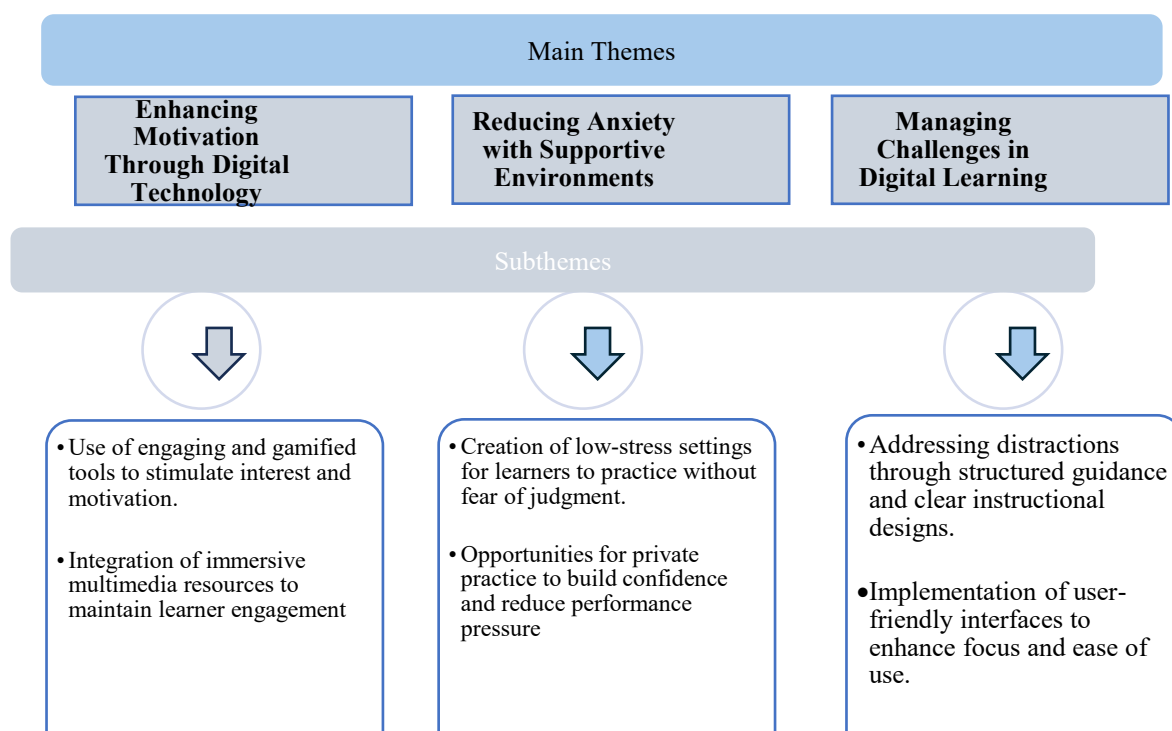 Main Themes
Enhancing
Motivation
Through Digital
Technology
Reducing Anxiety
with Supportive
Environments
Managing
Challenges in
Digital Learning
Subthemes
• Use of engaging and gamified
tools to stimulate interest and
motivation.
• Integration of immersive
multimedia resources to
maintain learner engagement
• Creation of low-stress settings
for learners to practice without
fear of judgment.
• Opportunities for private
practice to build confidence
and reduce performance
pressure
• Addressing distractions
through structured guidance
and clear instructional
designs.
•Implementation of user-
friendly interfaces to
enhance focus and ease of
use.